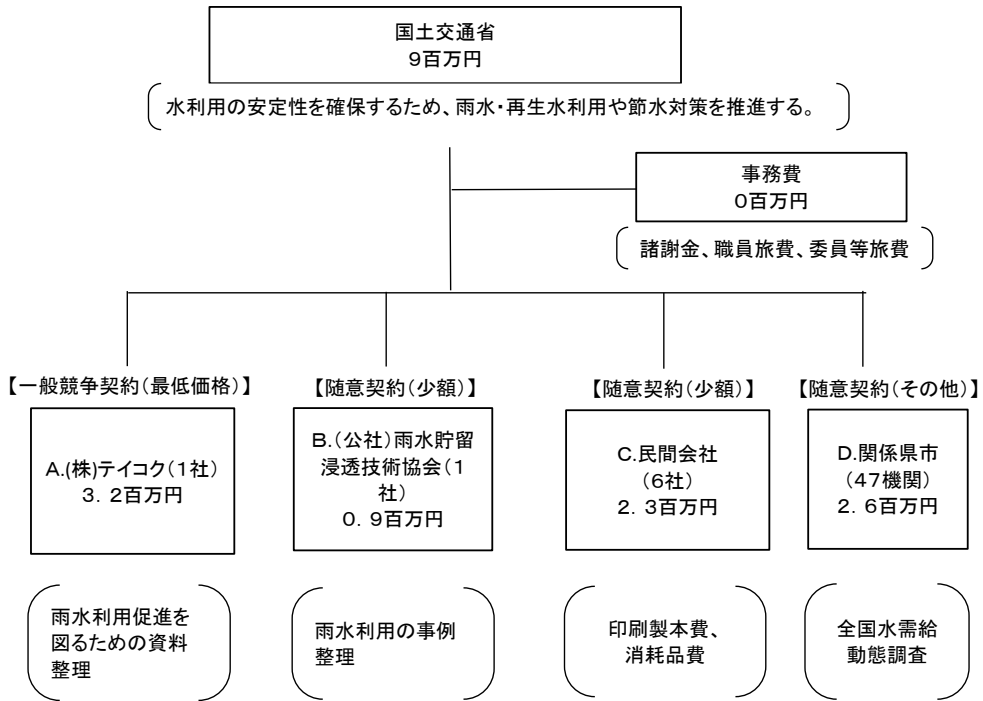 国土交通省
９百万円
水利用の安定性を確保するため、雨水・再生水利用や節水対策を推進する。
事務費
０百万円
諸謝金、職員旅費、委員等旅費
【一般競争契約（最低価格）】
【随意契約（少額）】
【随意契約（少額）】
【随意契約（その他）】
A.(株)テイコク（１社）
３．２百万円
B.（公社）雨水貯留
浸透技術協会（１
社）
０．９百万円
C.民間会社
（6社）
２．３百万円
D.関係県市
（47機関）
２．６百万円
雨水利用促進を
図るための資料
整理
雨水利用の事例
整理
印刷製本費、
消耗品費
全国水需給
動態調査